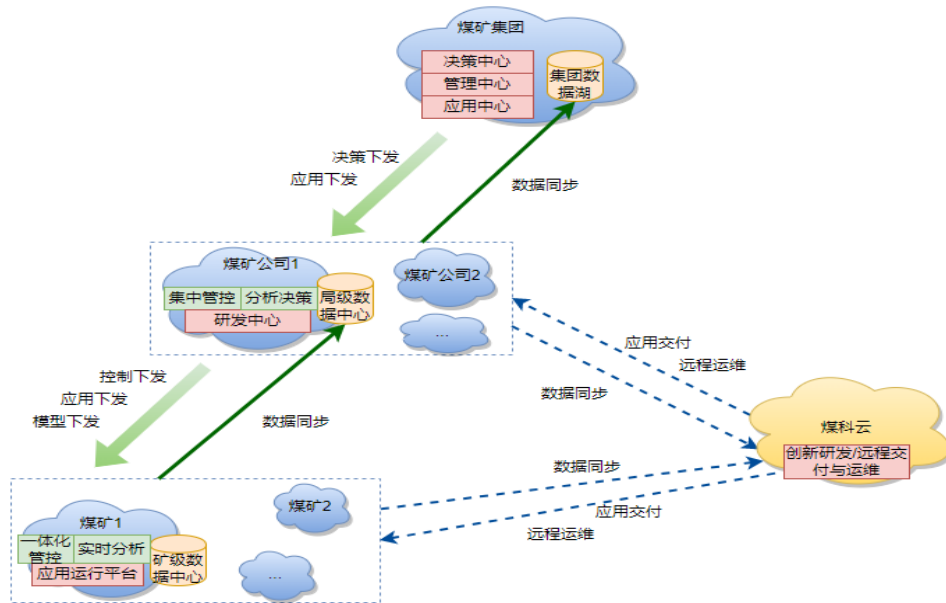 煤矿集团
决策中心
管理中心
应用中心
集团数
据湖
决策下发
应用下发
数据同步
煤矿公司1
集中管控
分析决策
研发中心
局级数
据中心
煤矿公司2
...
控制下发
应用下发
模型下发
数据同步
应用交付
远程运维
数据同步
煤科云
创新研发/远程交
付与运维
煤矿1
一体化
管控
实时分析
应用运行平台
矿级数
据中心
煤矿2
...
数据同步
应用交付
远程运维